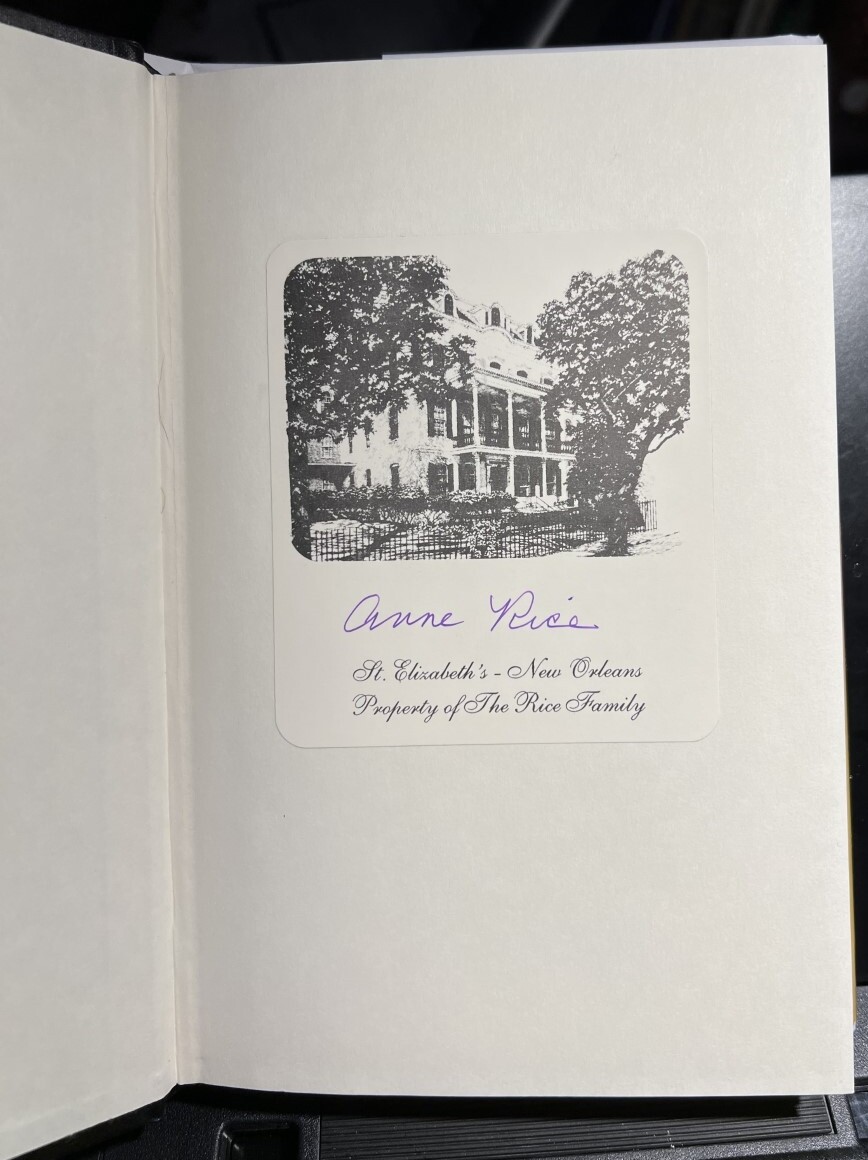 Anne Rice
St. Elizabeth's - New Orleans
Property of The Rice Family